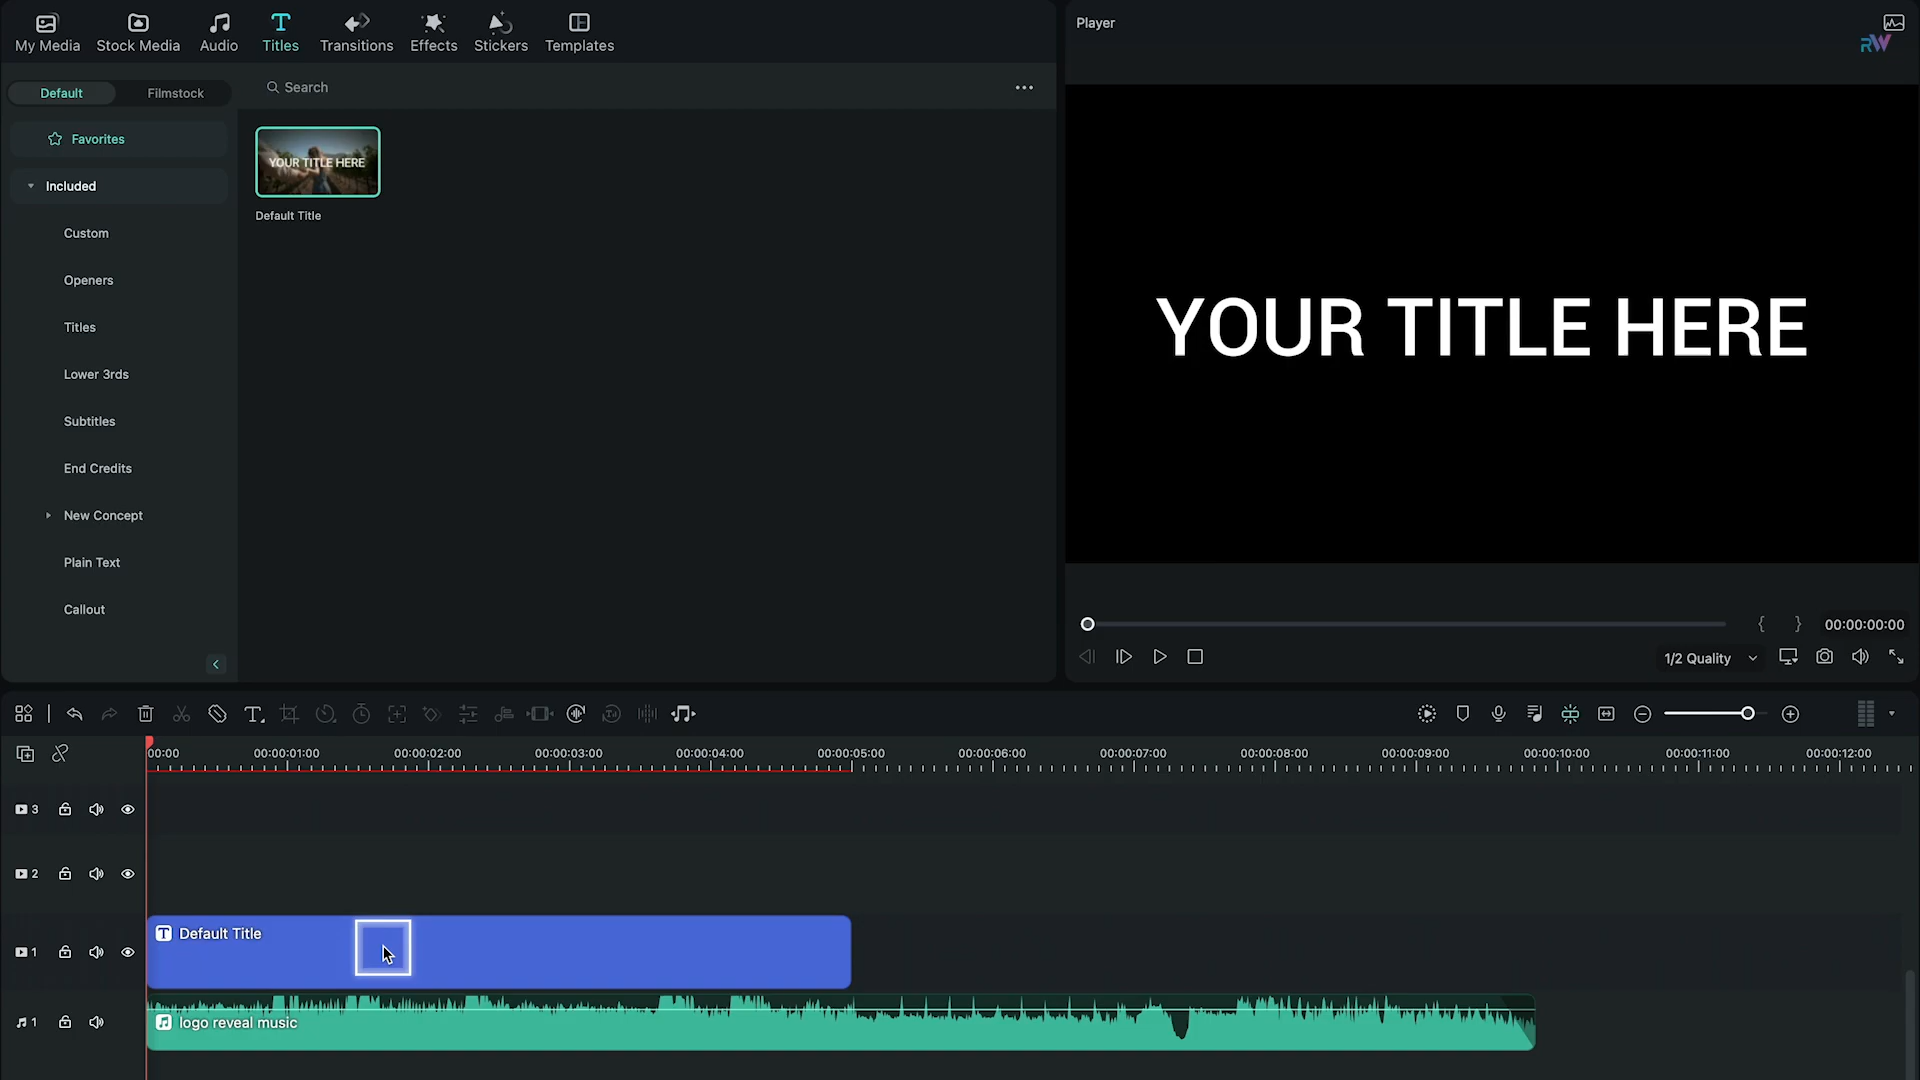 My Media Stock Media Audio Titles Transitions Effects Stickers Templates
Player
RW
Default Filmstock
Search
Favorites
YOUR TITLE HERE
Default Title
Included
Custom
Openers
Titles
Lower 3rds
Subtitles
End Credits
New Concept
Plain Text
Callout
YOUR TITLE HERE
{ } 00:00:00:00
1/2 Quality
00:00 00:00:01:00 00:00:02:00 00:00:03:00 00:00:04:00 00:00:05:00 00:00:06:00 00:00:07:00 00:00:08:00 00:00:09:00 00:00:10:00 00:00:11:00 00:00:12:00
3
2
1
T Default Title
1
logo reveal music